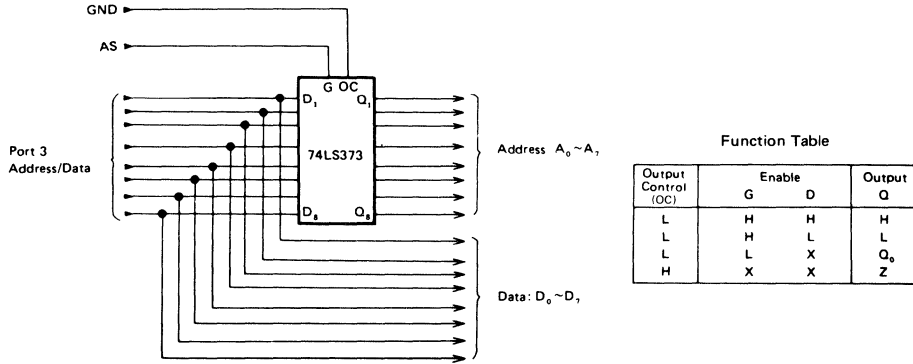 GND
AS
G OC
D₁ Q₁
Port 3
Address/Data
74LS373
Address A₀~A₇
D₈ Q₈
Data: D₀~D₇
Function Table
Output Control (OC) Enable Output
G D Q
L H H H
L H L L
L L X Q₀
H X X Z